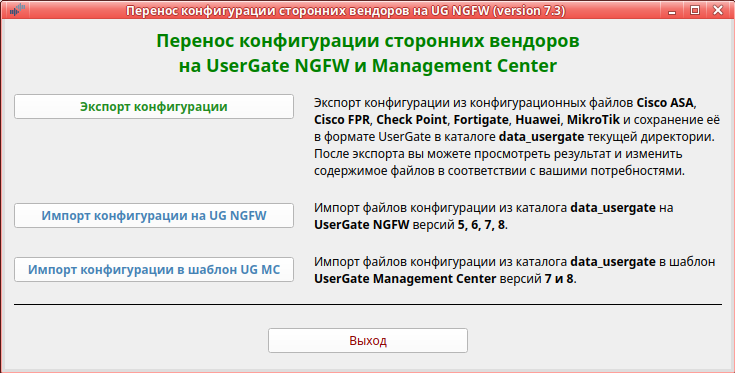 Перенос конфигурации сторонних вендоров на UG NGFW (version 7.3)
Перенос конфигурации сторонних вендоров
на UserGate NGFW и Management Center
Экспорт конфигурации
Экспорт конфигурации из конфигурационных файлов Cisco ASA,
Cisco FPR, Check Point, Fortigate, Huawei, MikroTik и сохранение её
в формате UserGate в каталоге data_usergate текущей директории.
После экспорта вы можете просмотреть результат и изменить
содержимое файлов в соответствии с вашими потребностями.
Импорт конфигурации на UG NGFW
Импорт файлов конфигурации из каталога data_usergate на
UserGate NGFW версий 5, 6, 7, 8.
Импорт конфигурации в шаблон UG MC
Импорт файлов конфигурации из каталога data_usergate в шаблон
UserGate Management Center версий 7 и 8.
Выход